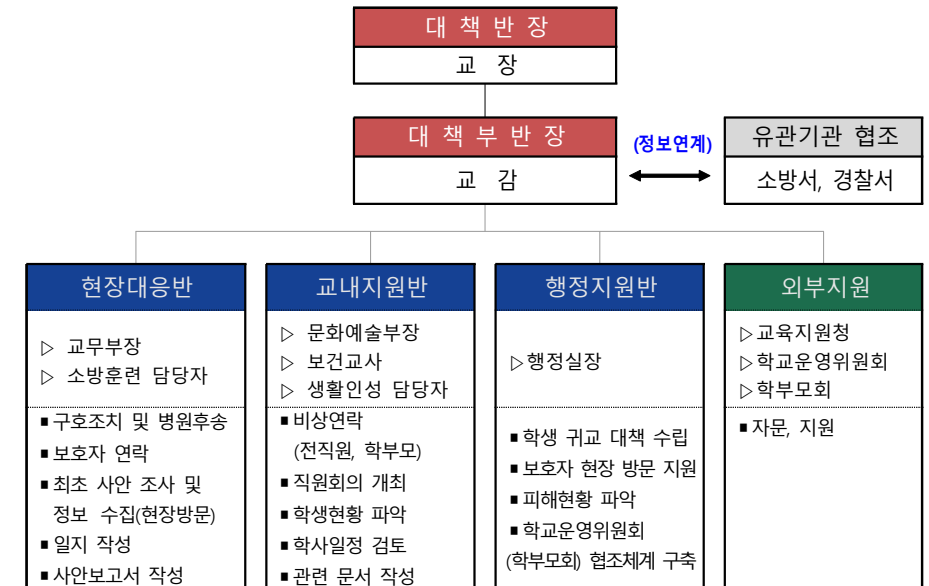 대 책 반 장
교 장
대 책 부 반 장
교 감
(정보연계)
유관기관 협조
소방서, 경찰서
현장대응반
▷ 교무부장
▷ 소방훈련 담당자
■구호조치 및 병원후송
■보호자 연락
■최초 사안 조사 및
정보 수집(현장방문)
■일지 작성
■사안보고서 작성
교내지원반
▷ 문화예술부장
▷ 보건교사
▷ 생활인성 담당자
■비상연락
(전직원, 학부모)
■직원회의 개최
■학생현황 파악
■학사일정 검토
■관련 문서 작성
행정지원반
▷행정실장
■학생 귀교 대책 수립
■보호자 현장 방문 지원
■피해현황 파악
■학교운영위원회
(학부모회) 협조체계 구축
외부지원
▷교육지원청
▷학교운영위원회
▷학부모회
■자문, 지원